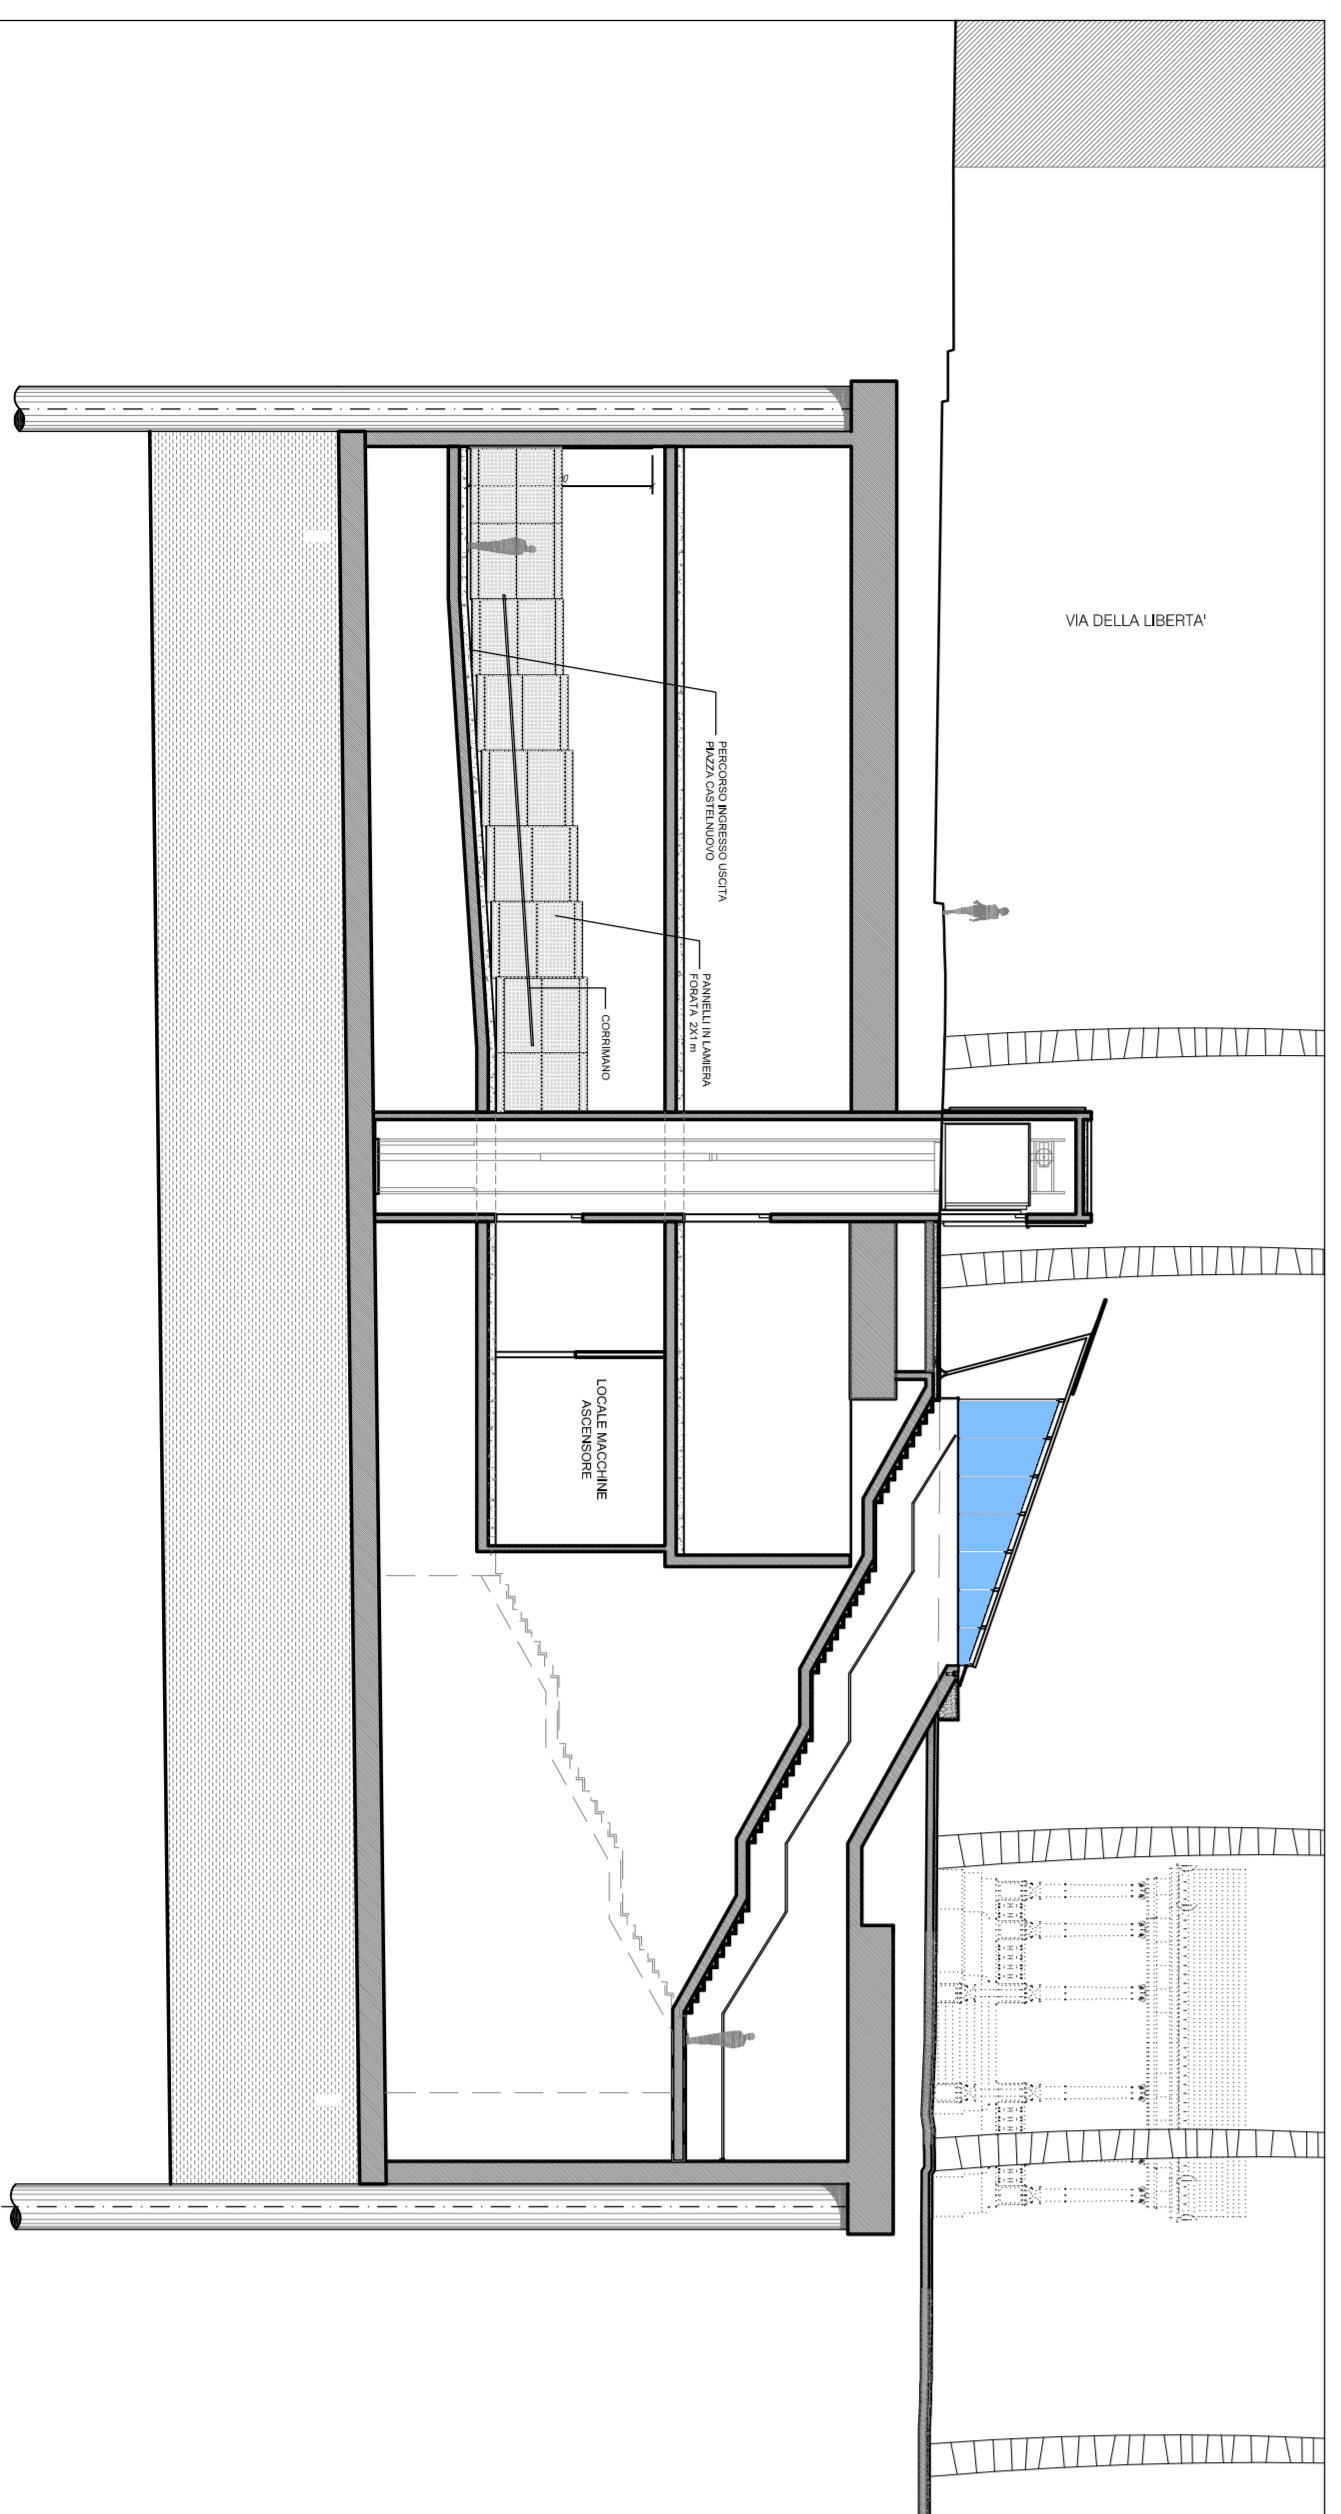 VIA DELLA LIBERTA'
PERCORSO INGRESSO USCITA
PIAZZA CASTELNUOVO
PANNELLI IN LAMIERA
FORATA 2X1 m
CORRIMANO
LOCALE MACCHINE
ASCENSORE